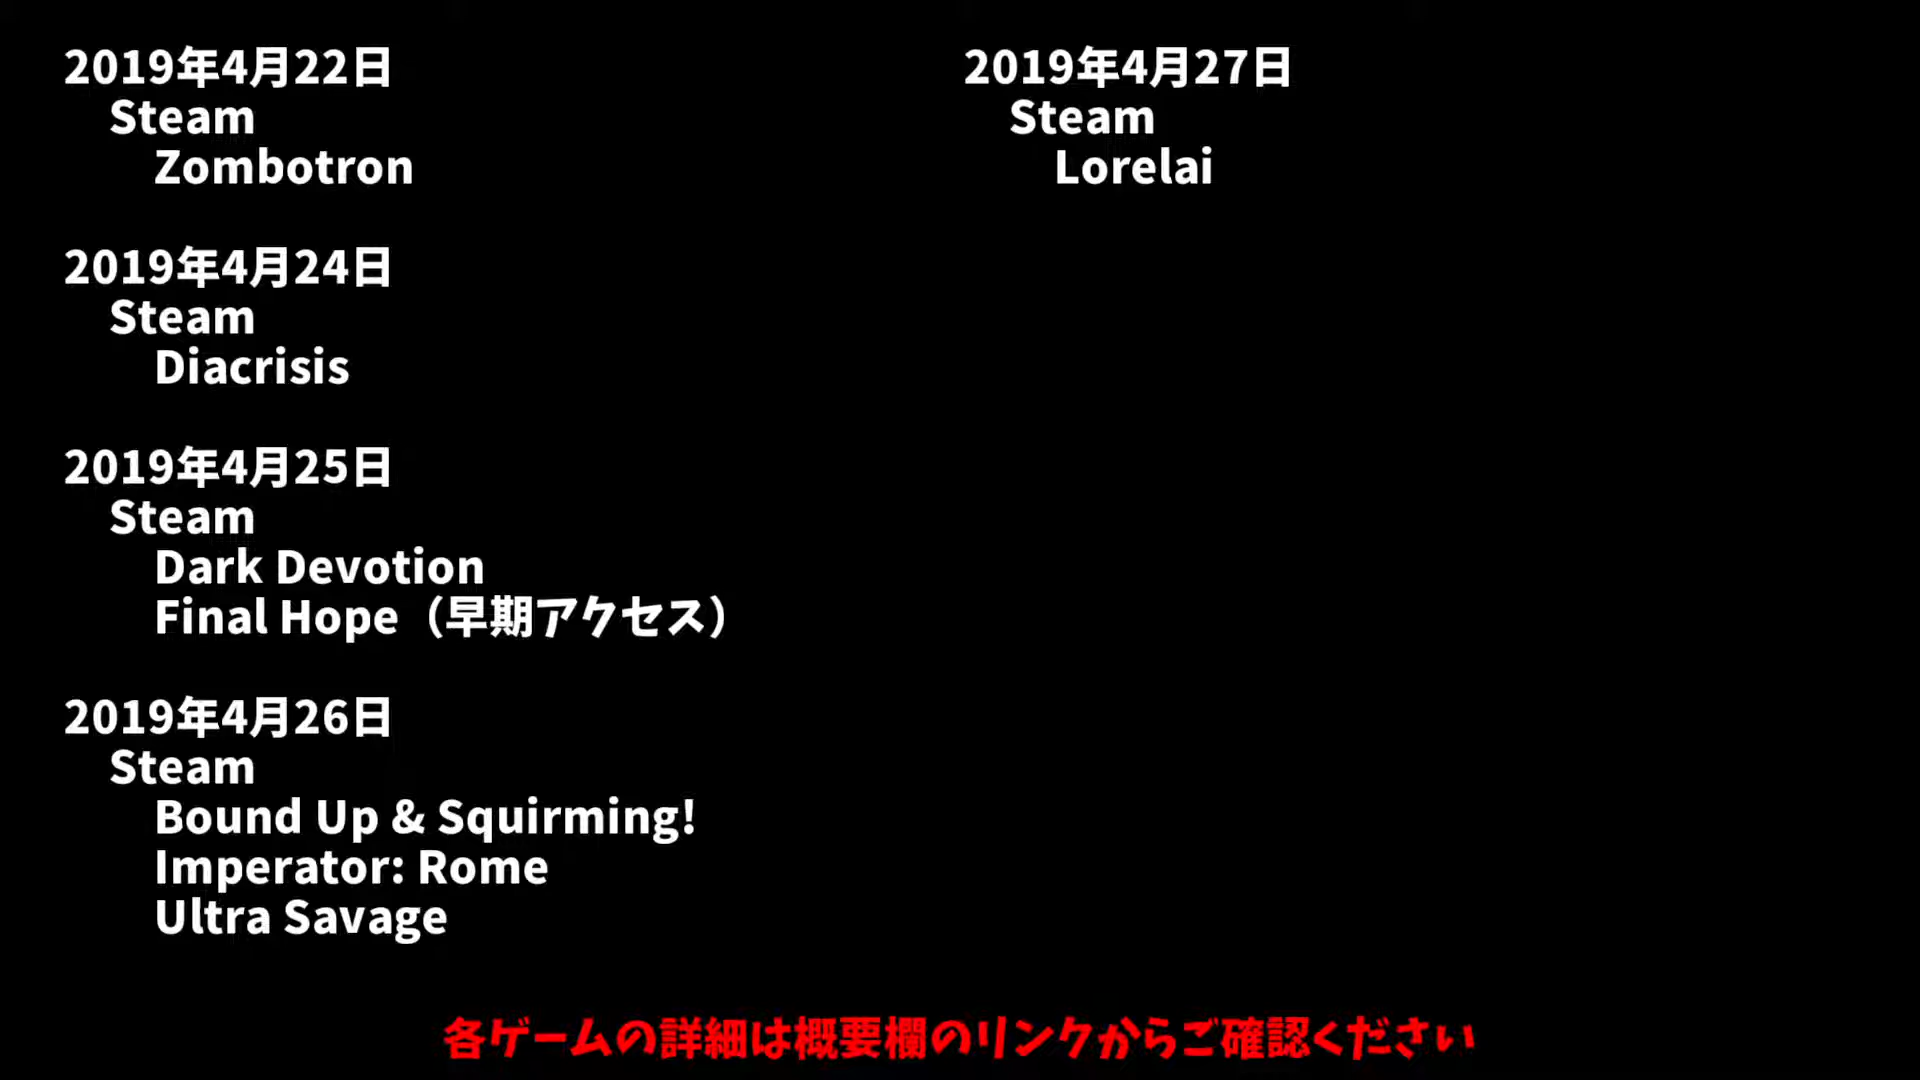 2019年4月22日
Steam
Zombotron
2019年4月24日
Steam
Diacrisis
2019年4月25日
Steam
Dark Devotion
Final Hope（早期アクセス）
2019年4月26日
Steam
Bound Up & Squirming!
Imperator: Rome
Ultra Savage
2019年4月27日
Steam
Lorelai
各ゲームの詳細は概要欄のリンクからご確認ください